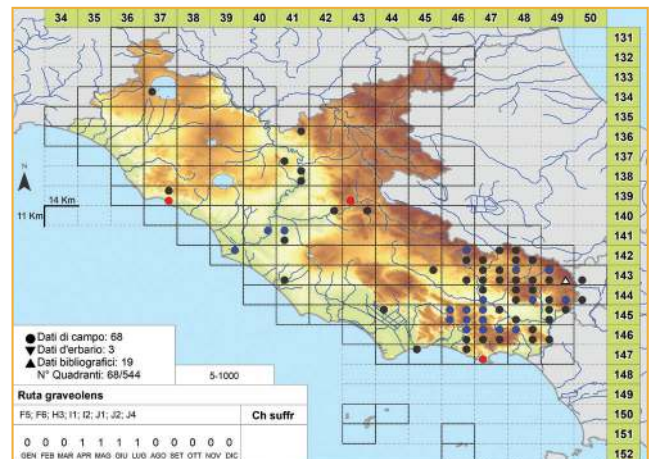 34 35 36 37 38 39 40 41 42 43 44 45 46 47 48 49 50
131
132
133
134
135
136
137
138
139
140
141
142
143
144
145
146
147
148
149
150
151
152
N
14 Km
11 Km
Dati di campo: 68
Dati d'erbario: 3
Dati bibliografici: 19
N° Quadranti: 68/544
5-1000
Ruta graveolens
F5; F6; H3; I1; I2; J1; J2; J4
Ch suffr
0 0 0 1 1 1 1 0 0 0 0 0
GEN FEB MAR APR MAG GIU LUG AGO SET OTT NOV DIC